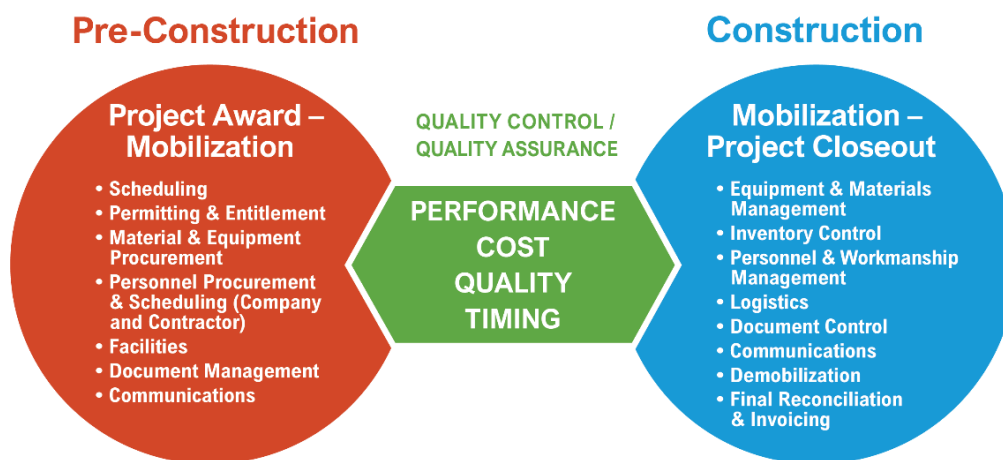 Pre-Construction
Project Award –
Mobilization
• Scheduling
• Permitting & Entitlement
• Material & Equipment
Procurement
• Personnel Procurement
& Scheduling (Company
and Contractor)
• Facilities
• Document Management
• Communications
QUALITY CONTROL /
QUALITY ASSURANCE
PERFORMANCE
COST
QUALITY
TIMING
Construction
Mobilization –
Project Closeout
• Equipment & Materials
Management
• Inventory Control
• Personnel & Workmanship
Management
• Logistics
• Document Control
• Communications
• Demobilization
• Final Reconciliation
& Invoicing